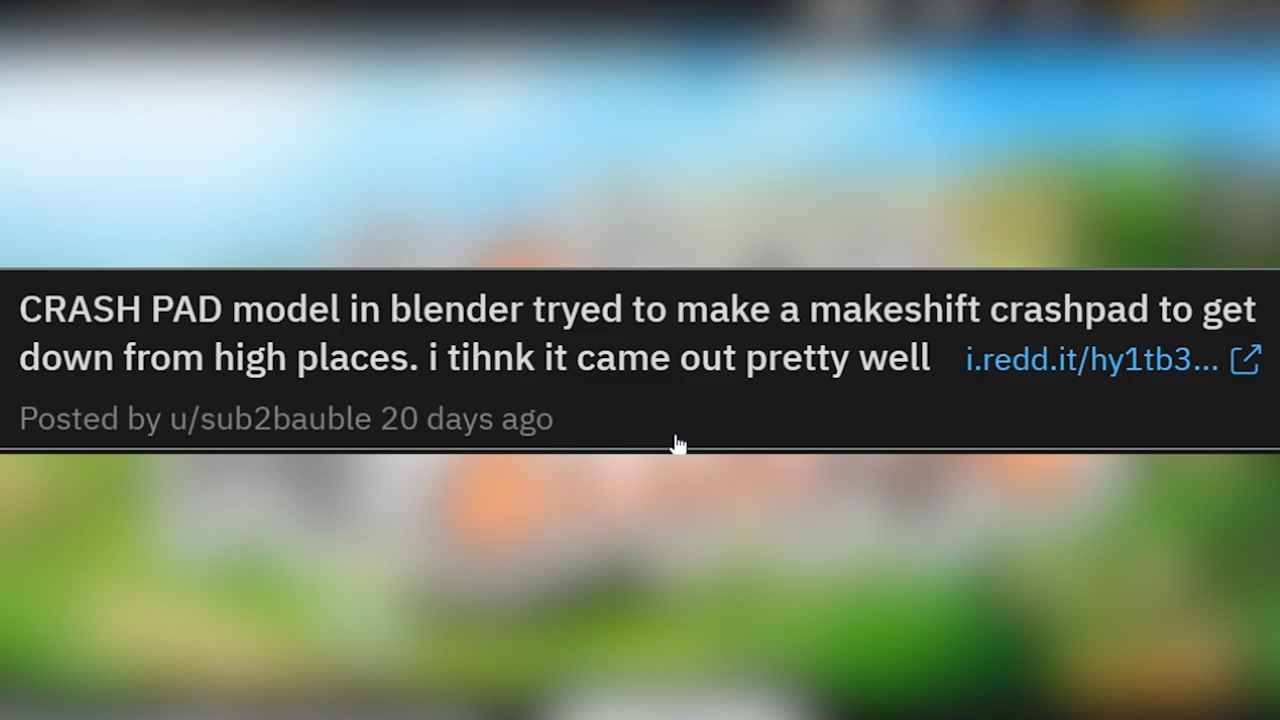 CRASH PAD model in blender tryed to make a makeshift crashpad to get
down from high places. i tihnk it came out pretty well i.redd.it/hy1tb3...
Posted by u/sub2bauble 20 days ago